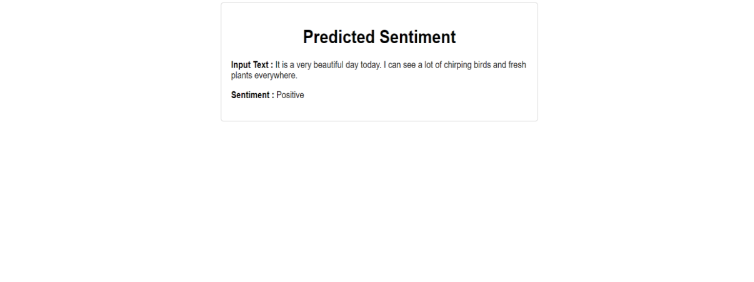 Predicted Sentiment
Input Text : It is a very beautiful day today. I can see a lot of chirping birds and fresh
plants everywhere.
Sentiment : Positive